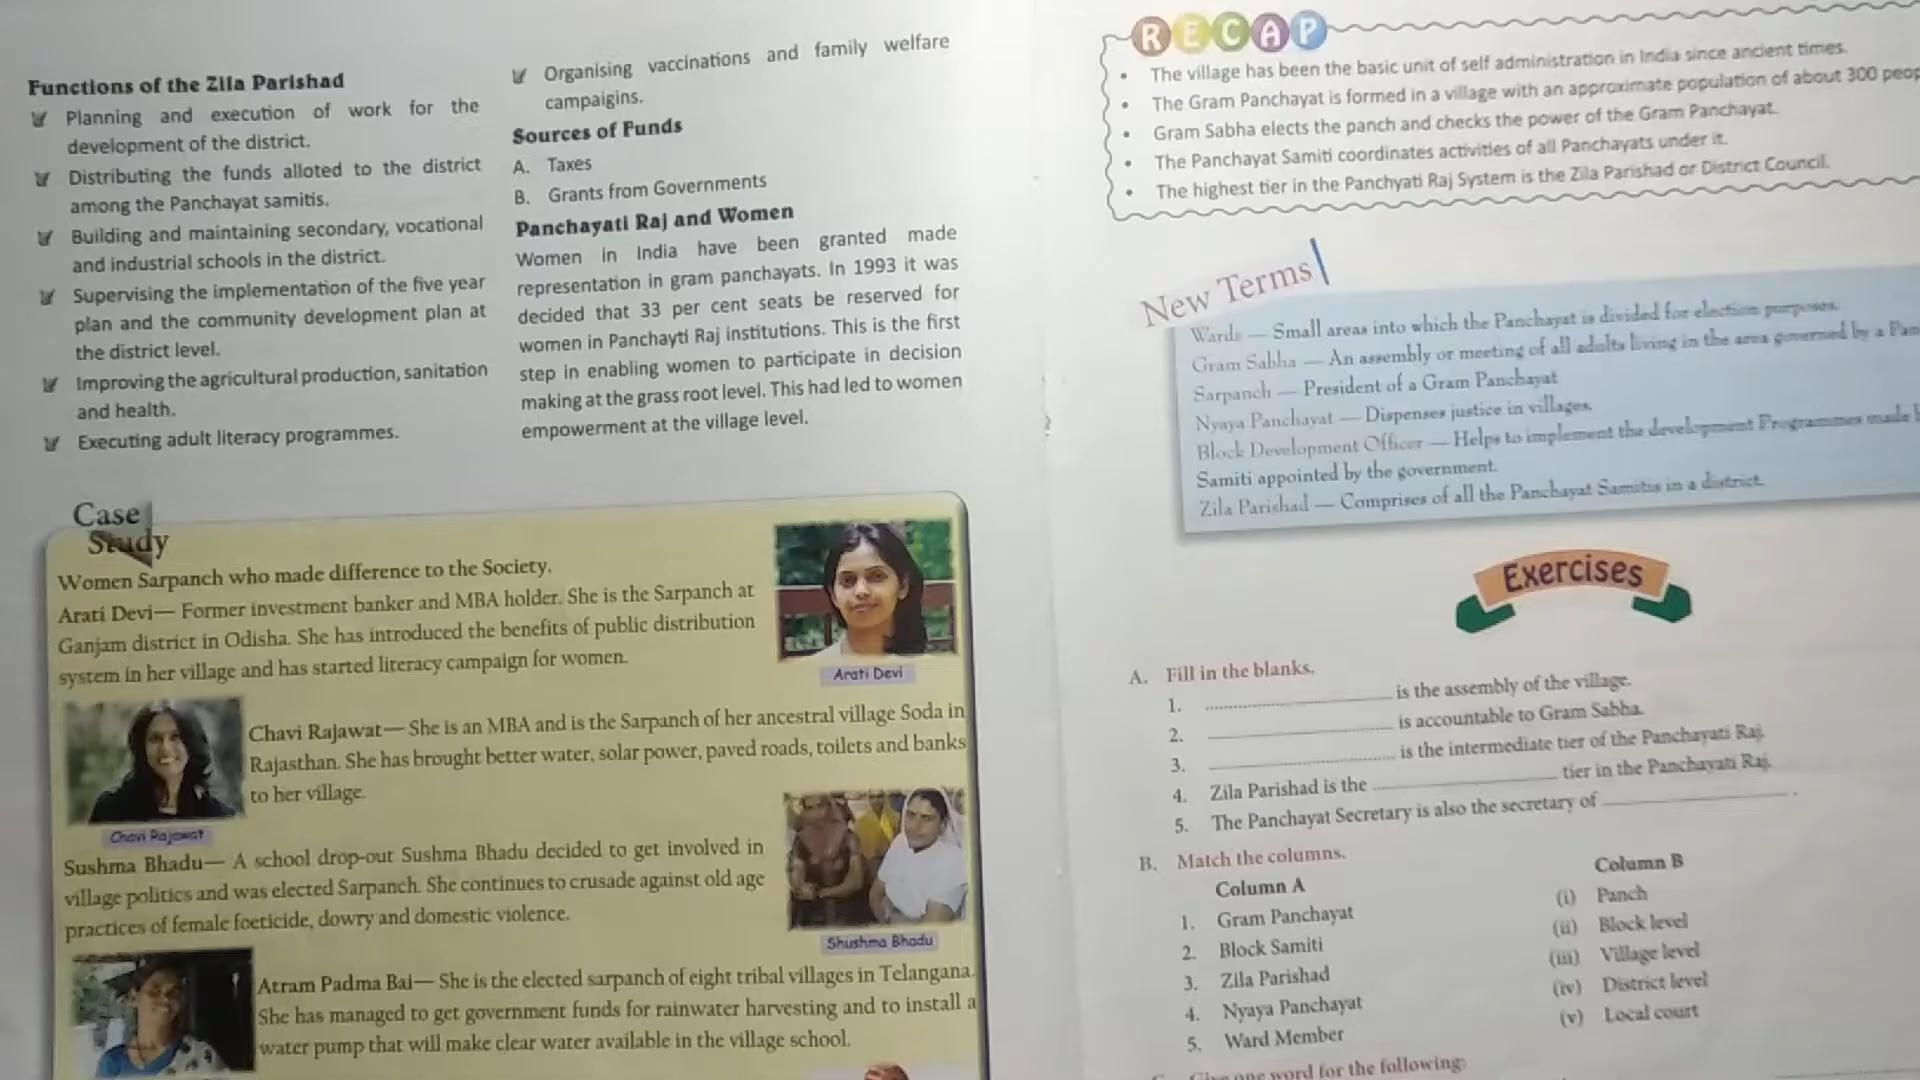 Functions of the Zila Parishad
Planning and execution of work for the
development of the district.
Distributing the funds alloted to the district
among the Panchayat samitis.
Building and maintaining secondary, vocational
and industrial schools in the district.
Supervising the implementation of the five year
plan and the community development plan at
the district level.
Improving the agricultural production, sanitation
and health.
Executing adult literacy programmes.
Organising vaccinations and family welfare
campaigins.
Sources of Funds
A. Taxes
B. Grants from Governments
Panchayati Raj and Women
Women in India have been granted made
representation in gram panchayats. In 1993 it was
decided that 33 per cent seats be reserved for
women in Panchayti Raj institutions. This is the first
step in enabling women to participate in decision
making at the grass root level. This had led to women
empowerment at the village level.
Case
Study
Women Sarpanch who made difference to the Society.
Arati Devi— Former investment banker and MBA holder. She is the Sarpanch at
Ganjam district in Odisha. She has introduced the benefits of public distribution
system in her village and has started literacy campaign for women.
Arati Devi
Chavi Rajawat— She is an MBA and is the Sarpanch of her ancestral village Soda in
Rajasthan. She has brought better water, solar power, paved roads, toilets and banks
to her village.
Chavi Rajawat
Sushma Bhadu— A school drop-out Sushma Bhadu decided to get involved in
village politics and was elected Sarpanch. She continues to crusade against old age
practices of female foeticide, dowry and domestic violence.
Shushma Bhadu
Atram Padma Bai— She is the elected sarpanch of eight tribal villages in Telangana.
She has managed to get government funds for rainwater harvesting and to install a
water pump that will make clear water available in the village school.
RECAP
• The village has been the basic unit of self administration in India since ancient times.
• The Gram Panchayat is formed in a village with an approximate population of about 300
• Gram Sabha elects the panch and checks the power of the Gram Panchayat.
• The Panchayat Samiti coordinates activities of all Panchayats under it.
• The highest tier in the Panchyati Raj System is the Zila Parishad or District Council.
New Terms
Wards — Small areas into which the Panchayat is divided for election purposes.
Gram Sabha — An assembly or meeting of all adults living in the area governed by a
Sarpanch — President of a Gram Panchayat
Nyaya Panchayat — Dispenses justice in villages.
Block Development Officer — Helps to implement the development Programmes made
Samiti appointed by the government.
Zila Parishad — Comprises of all the Panchayat Samitis in a district.
Exercises
A. Fill in the blanks.
1. ____________ is the assembly of the village.
2. ____________ is accountable to Gram Sabha.
3. ____________ is the intermediate tier of the Panchayati Raj.
4. Zila Parishad is the ____________ tier in the Panchayati Raj.
5. The Panchayat Secretary is also the secretary of ____________ .
B. Match the columns.
Column A Column B
1. Gram Panchayat (i) Panch
2. Block Samiti (ii) Block level
3. Zila Parishad (iii) Village level
4. Nyaya Panchayat (iv) District level
5. Ward Member (v) Local court
Give one word for the following: